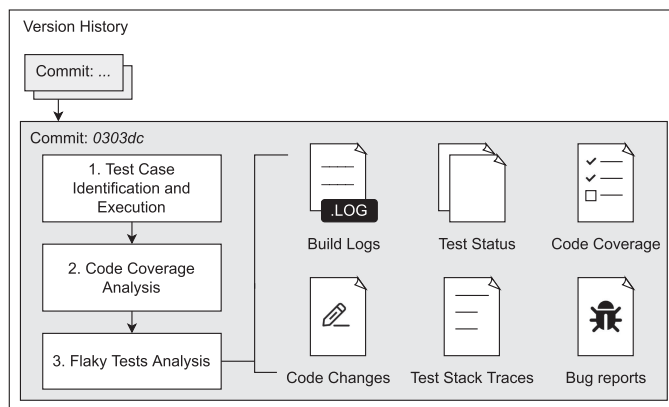 Version History
Commit: ...
Commit: 0303dc
1. Test Case
Identification and
Execution
2. Code Coverage
Analysis
3. Flaky Tests Analysis
.LOG
Build Logs
Test Status
Code Coverage
Code Changes
Test Stack Traces
Bug reports